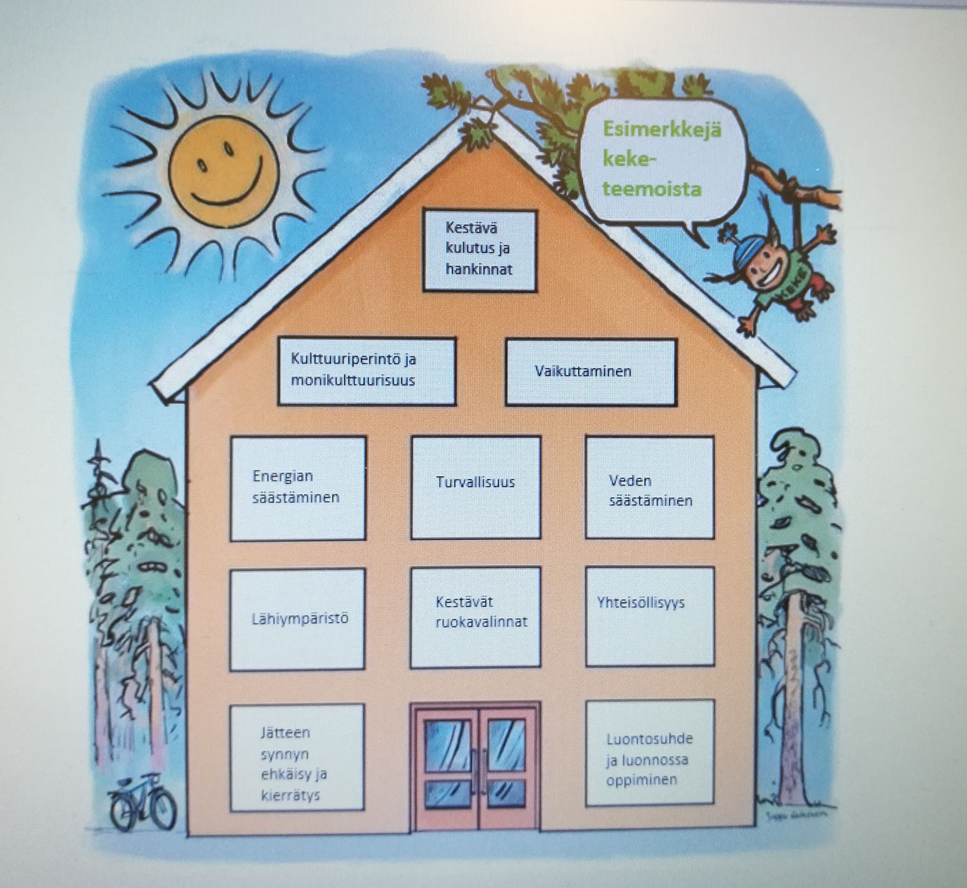 Esimerkkejä
keke-
teemoista
KEKE
Kestävä
kulutus ja
hankinnat
Kulttuuriperintö ja
monikulttuurisuus
Vaikuttaminen
Energian
säästäminen
Turvallisuus
Veden
säästäminen
Lähiympäristö
Kestävät
ruokavalinnat
Yhteisöllisyys
Jätteen
synnyn
ehkäisy ja
kierrätys
Luontosuhde
ja luonnossa
oppiminen